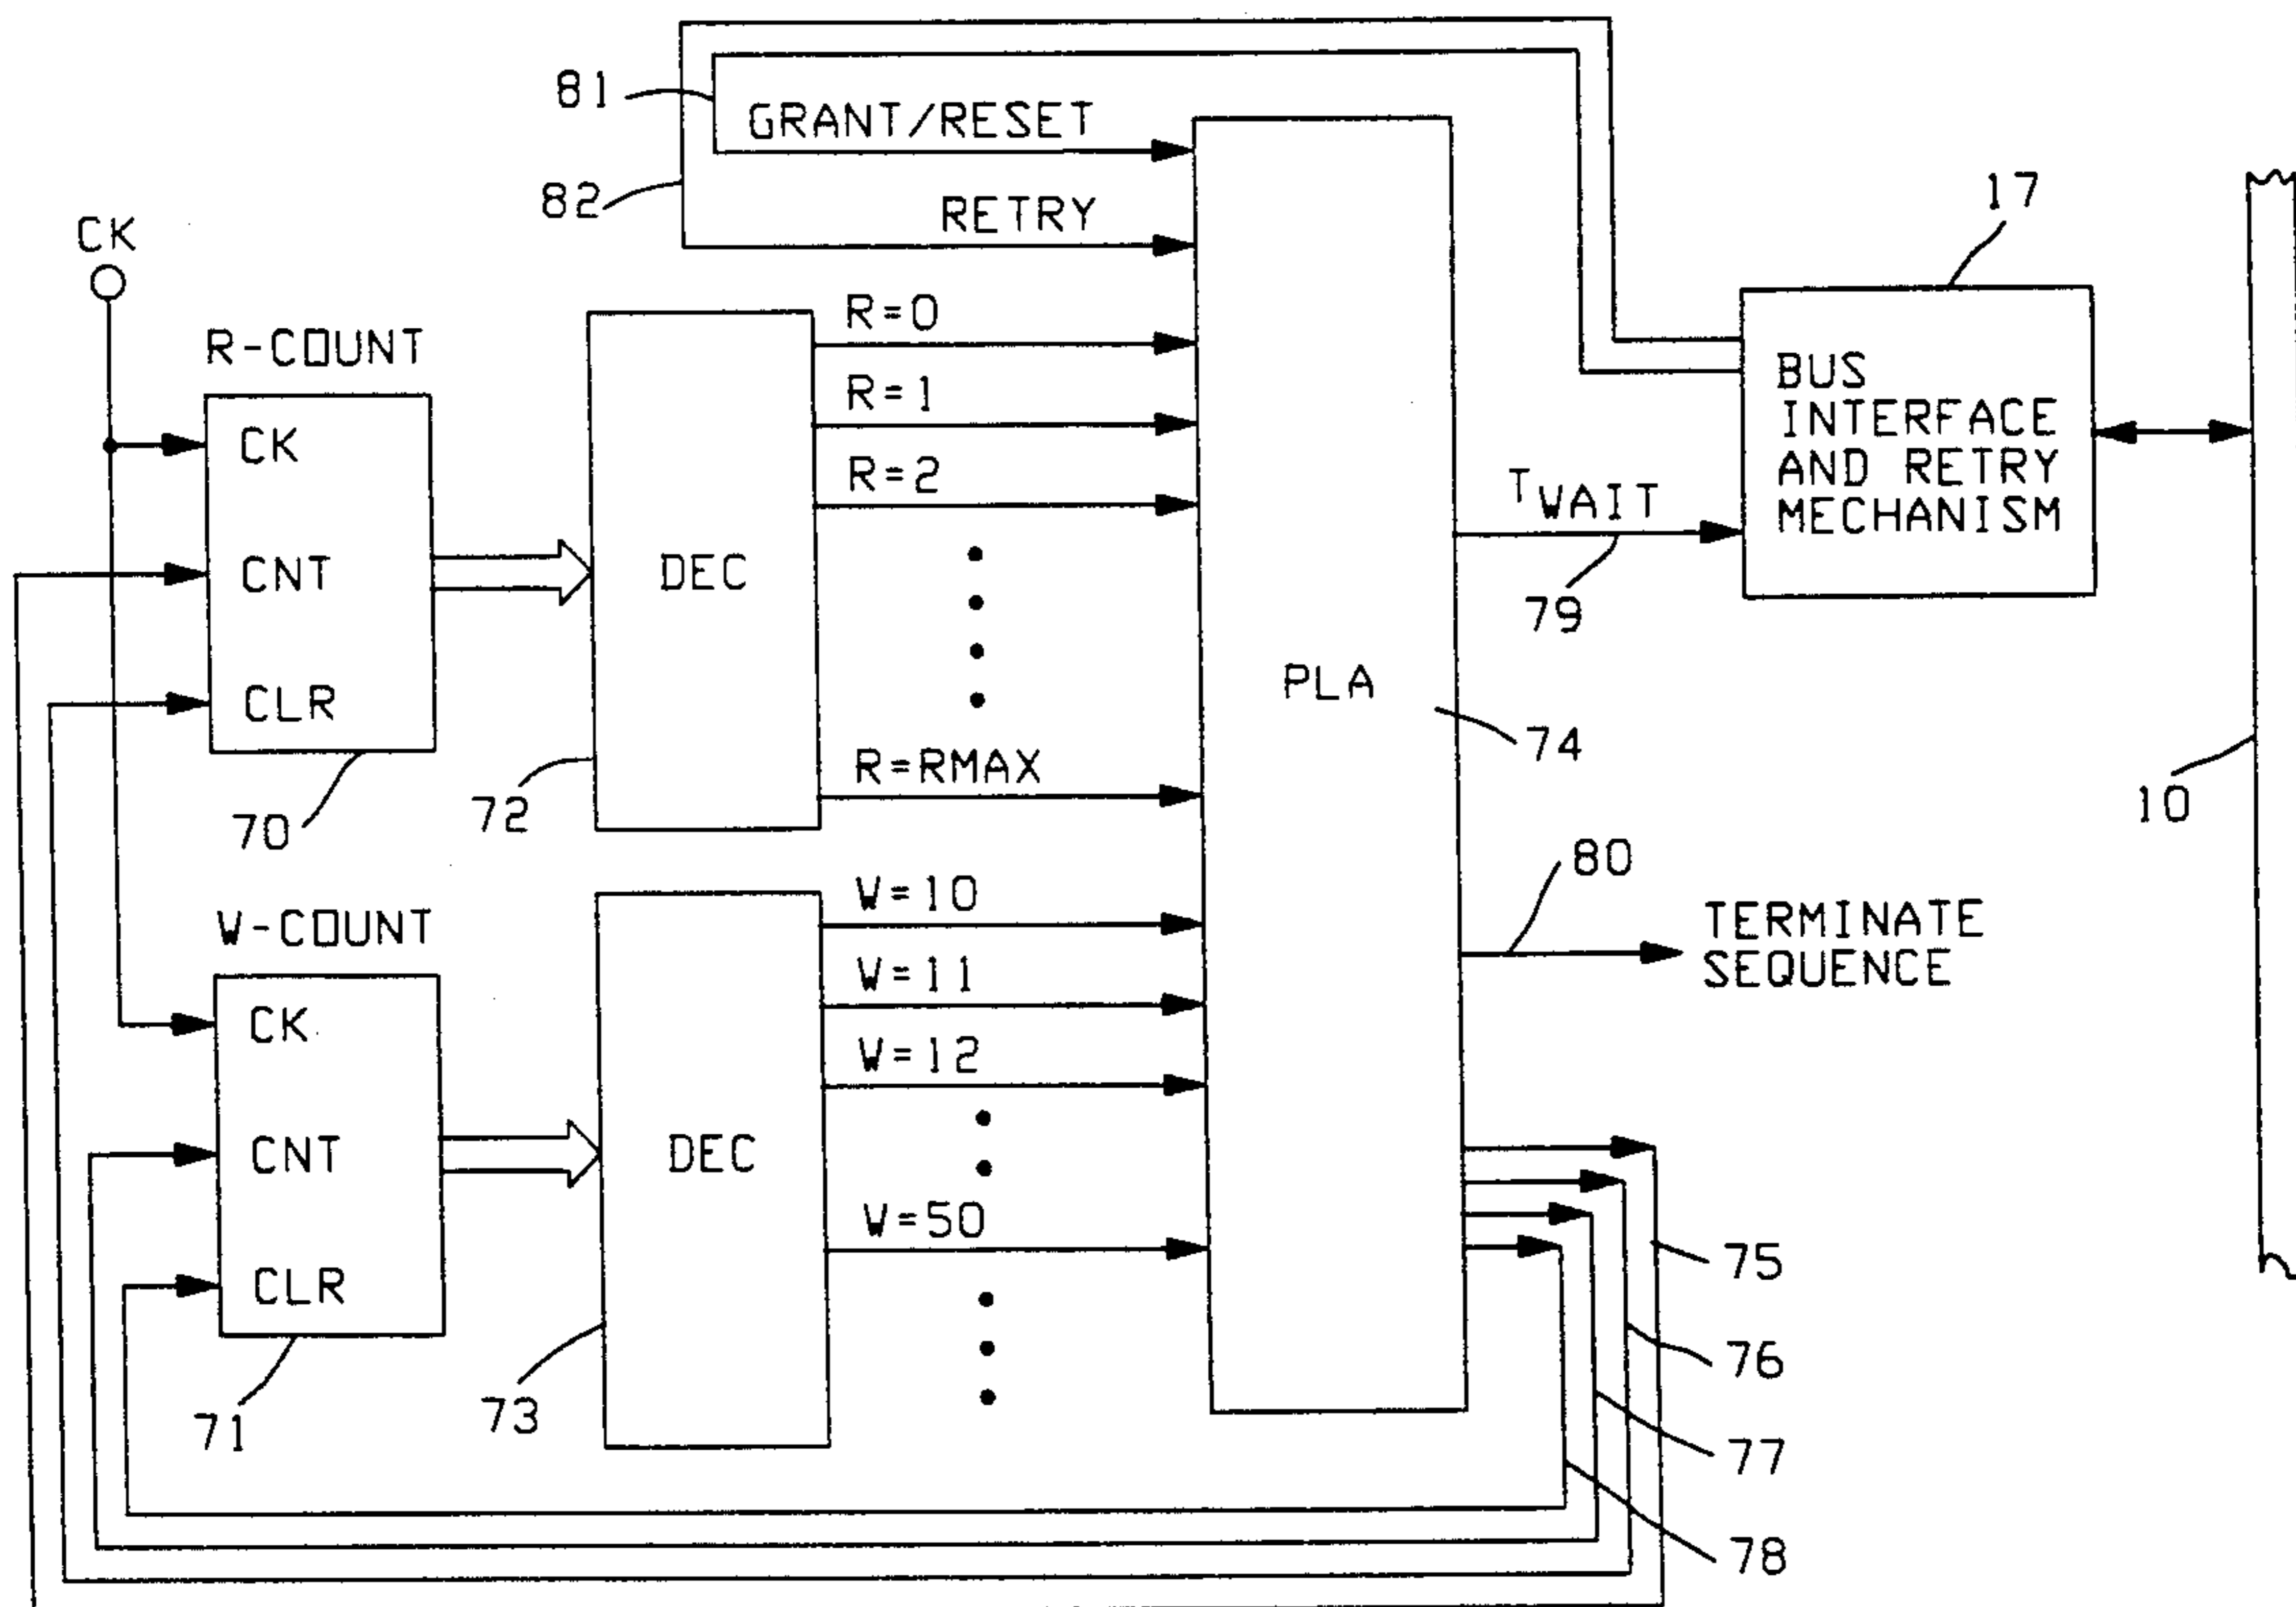 81
GRANT/RESET
82
RETRY
17
CK
R-COUNT
CK
CNT
CLR
70
DEC
72
R=0
R=1
R=2
R=RMAX
PLA
74
TWAIT
79
BUS
INTERFACE
AND RETRY
MECHANISM
10
80
TERMINATE
SEQUENCE
W-COUNT
CK
CNT
CLR
71
DEC
73
W=10
W=11
W=12
W=50
75
76
77
78